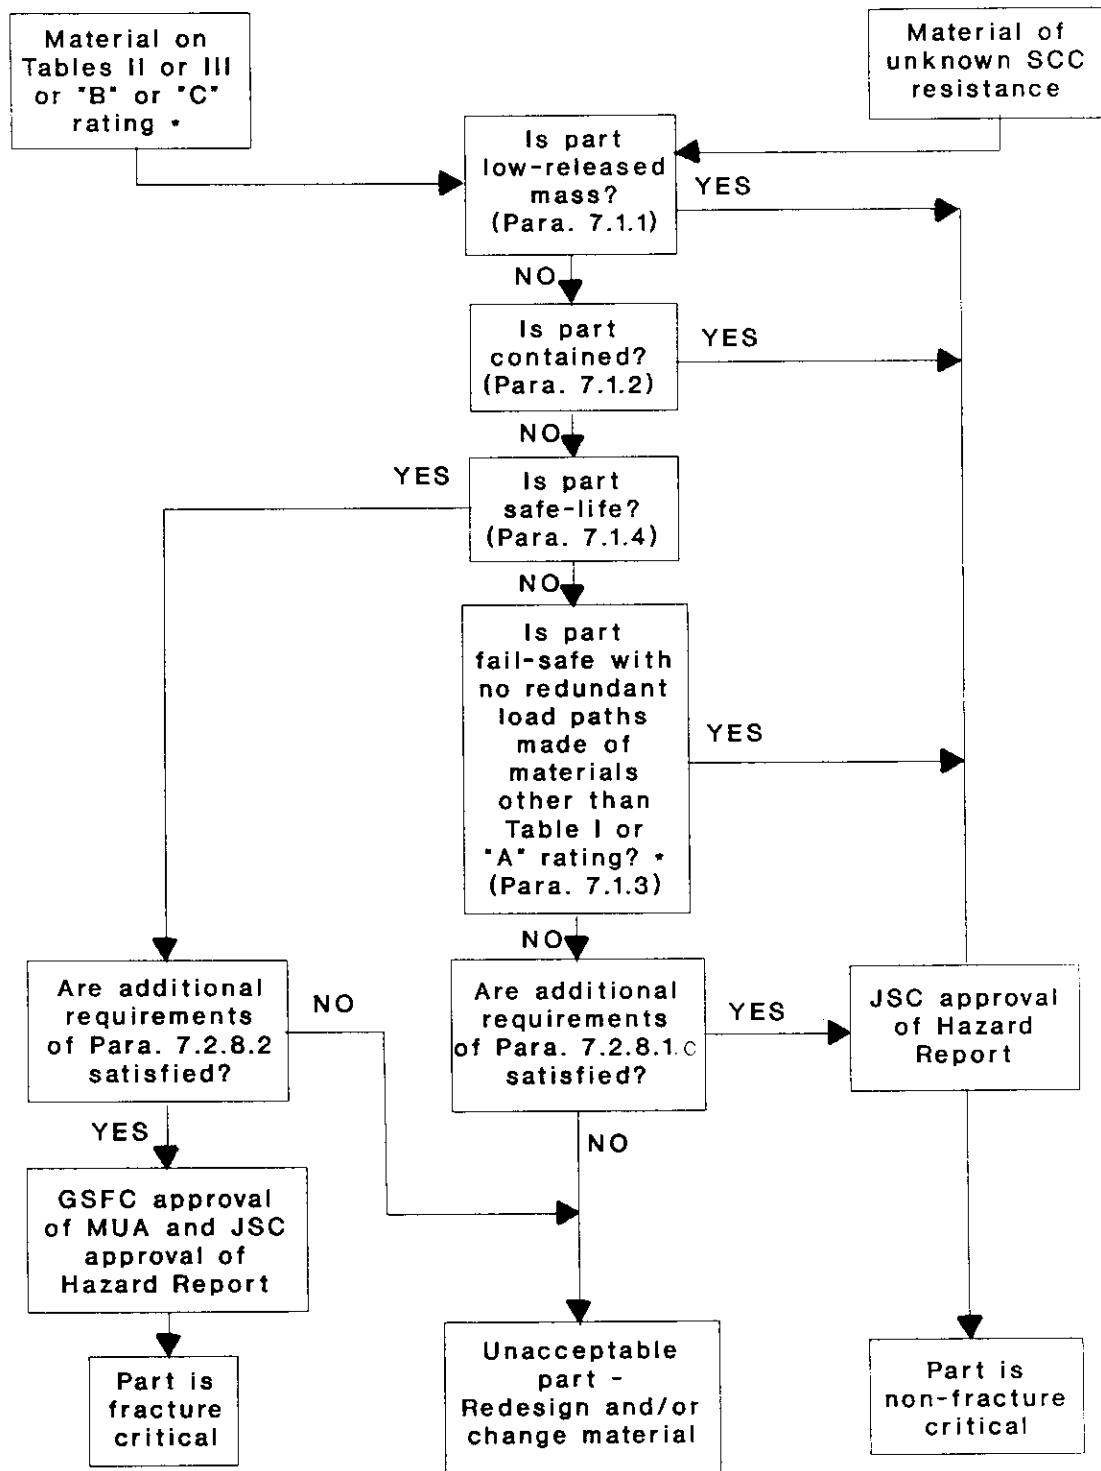 Material on
Tables II or III
or "B" or "C"
rating *
Material of
unknown SCC
resistance
Is part
low-released
mass?
(Para. 7.1.1)
YES
NO
Is part
contained?
(Para. 7.1.2)
YES
NO
YES
Is part
safe-life?
(Para. 7.1.4)
NO
Is part
fail-safe with
no redundant
load paths
made of
materials
other than
Table I or
"A" rating? *
(Para. 7.1.3)
YES
NO
Are additional
requirements
of Para. 7.2.8.2
satisfied?
NO
Are additional
requirements
of Para. 7.2.8.1.c
satisfied?
YES
JSC approval
of Hazard
Report
YES
NO
GSFC approval
of MUA and JSC
approval of
Hazard Report
Part is
fracture
critical
Unacceptable
part -
Redesign and/or
change material
Part is
non-fracture
critical